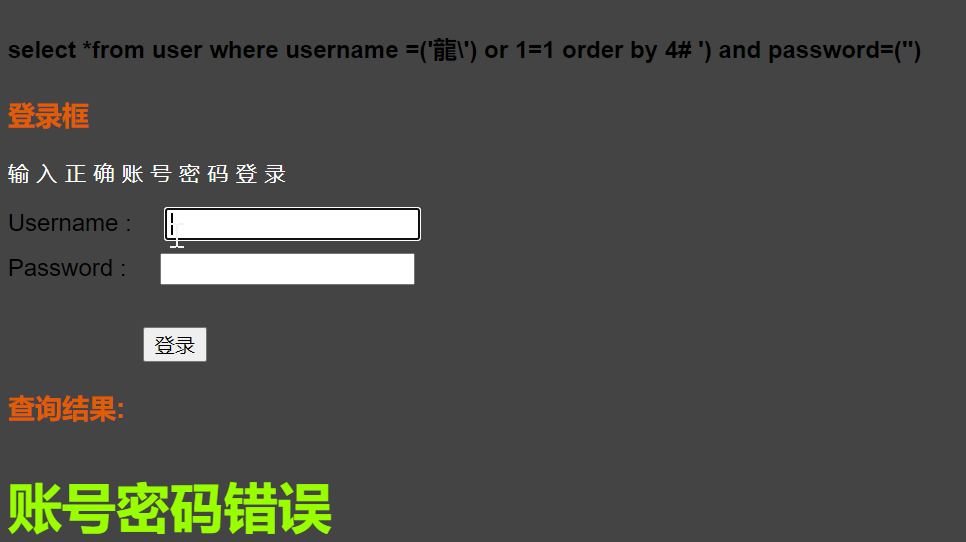 select *from user where username =('龍\') or 1=1 order by 4# ') and password=('')
登录框
输入正确账号密码登录
Username :
Password :
登录
查询结果:
账号密码错误